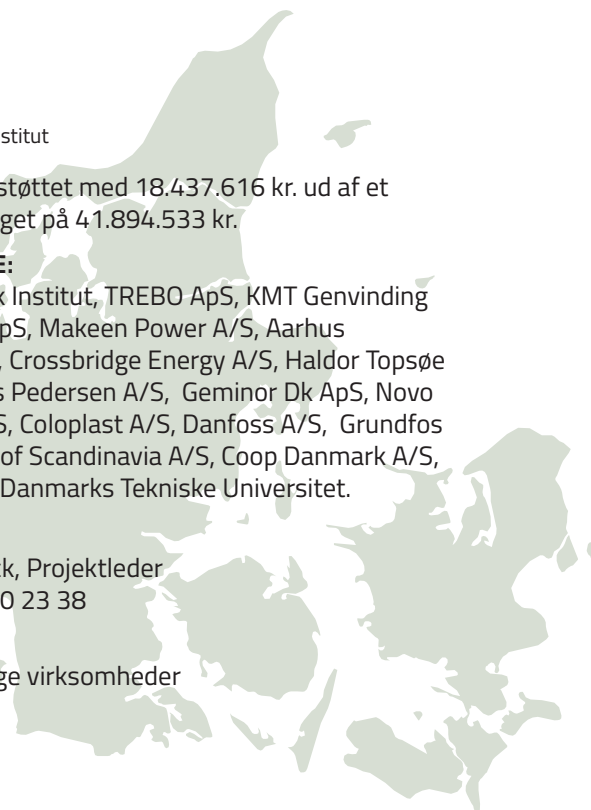 stitut
støttet med 18.437.616 kr. ud af et
get på 41.894.533 kr.
E:
k Institut, TREBO ApS, KMT Genvinding
pS, Makeen Power A/S, Aarhus
, Crossbridge Energy A/S, Haldor Topsøe
s Pedersen A/S, Geminor Dk ApS, Novo
S, Coloplast A/S, Danfoss A/S, Grundfos
of Scandinavia A/S, Coop Danmark A/S,
Danmarks Tekniske Universitet.
k, Projektleder
0 23 38
ge virksomheder